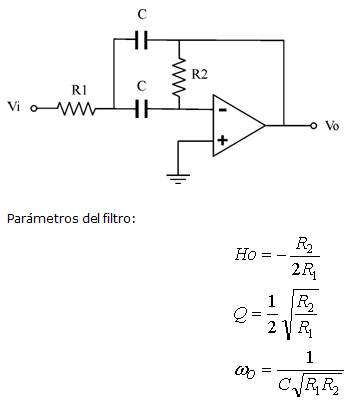 C
R1
C
R2
Vi
-
+
Vo
Parámetros del filtro:
Ho = - R2 / 2R1
Q = 1/2 √(R2/R1)
ω0 = 1 / C√(R1R2)